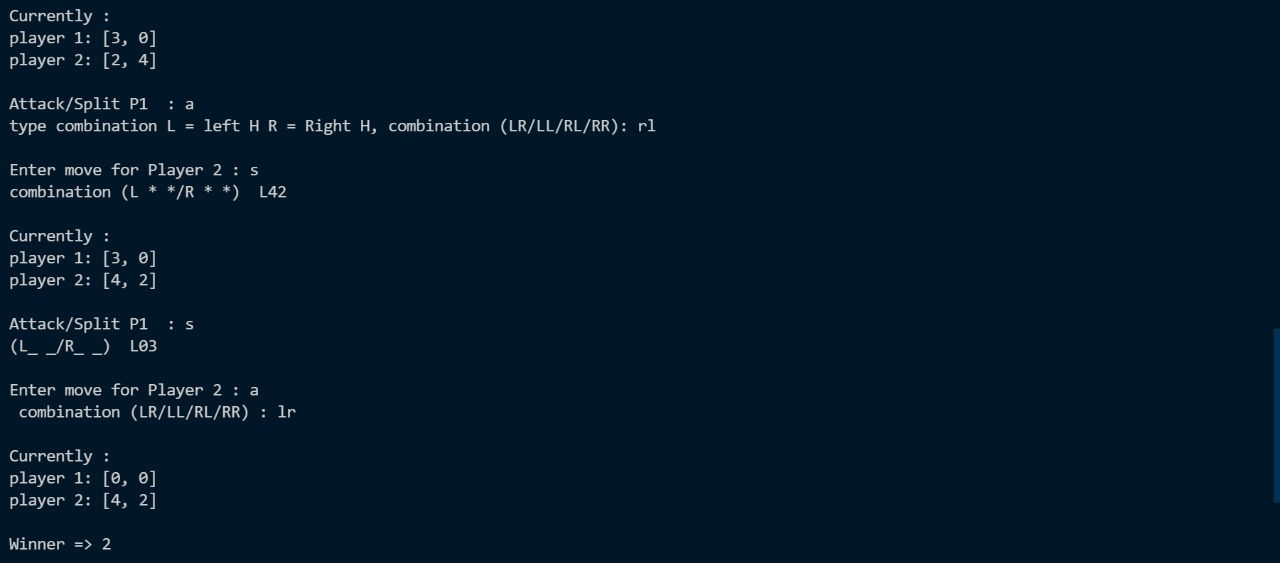 Currently :
player 1: [3, 0]
player 2: [2, 4]
Attack/Split P1  : a
type combination L = left H R = Right H, combination (LR/LL/RL/RR): rl
Enter move for Player 2 : s
combination (L * */R * *)  L42
Currently :
player 1: [3, 0]
player 2: [4, 2]
Attack/Split P1  : s
(L_ _/R_ _)  L03
Enter move for Player 2 : a
 combination (LR/LL/RL/RR) : lr
Currently :
player 1: [0, 0]
player 2: [4, 2]
Winner => 2